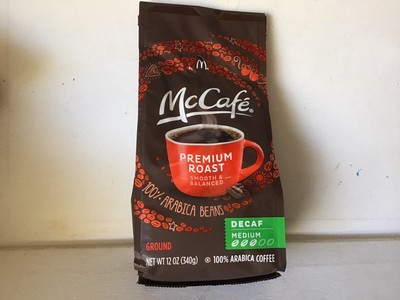 McCafé®
PREMIUM
ROAST
SMOOTH &
BALANCED
100% ARABICA BEANS
DECAF
MEDIUM
GROUND
NET WT 12 OZ (340g)
100% ARABICA COFFEE